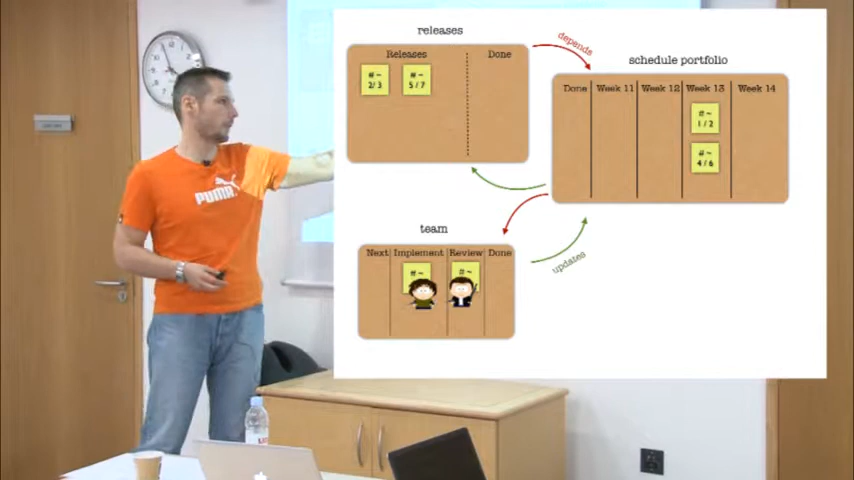 releases
Releases
Done
# ~
2/3
# ~
5/7
depends
schedule portfolio
Done
Week 11
Week 12
Week 13
Week 14
# ~
1/2
# ~
4/6
team
Next
Implement
Review
Done
# ~
# ~
updates
PUMA